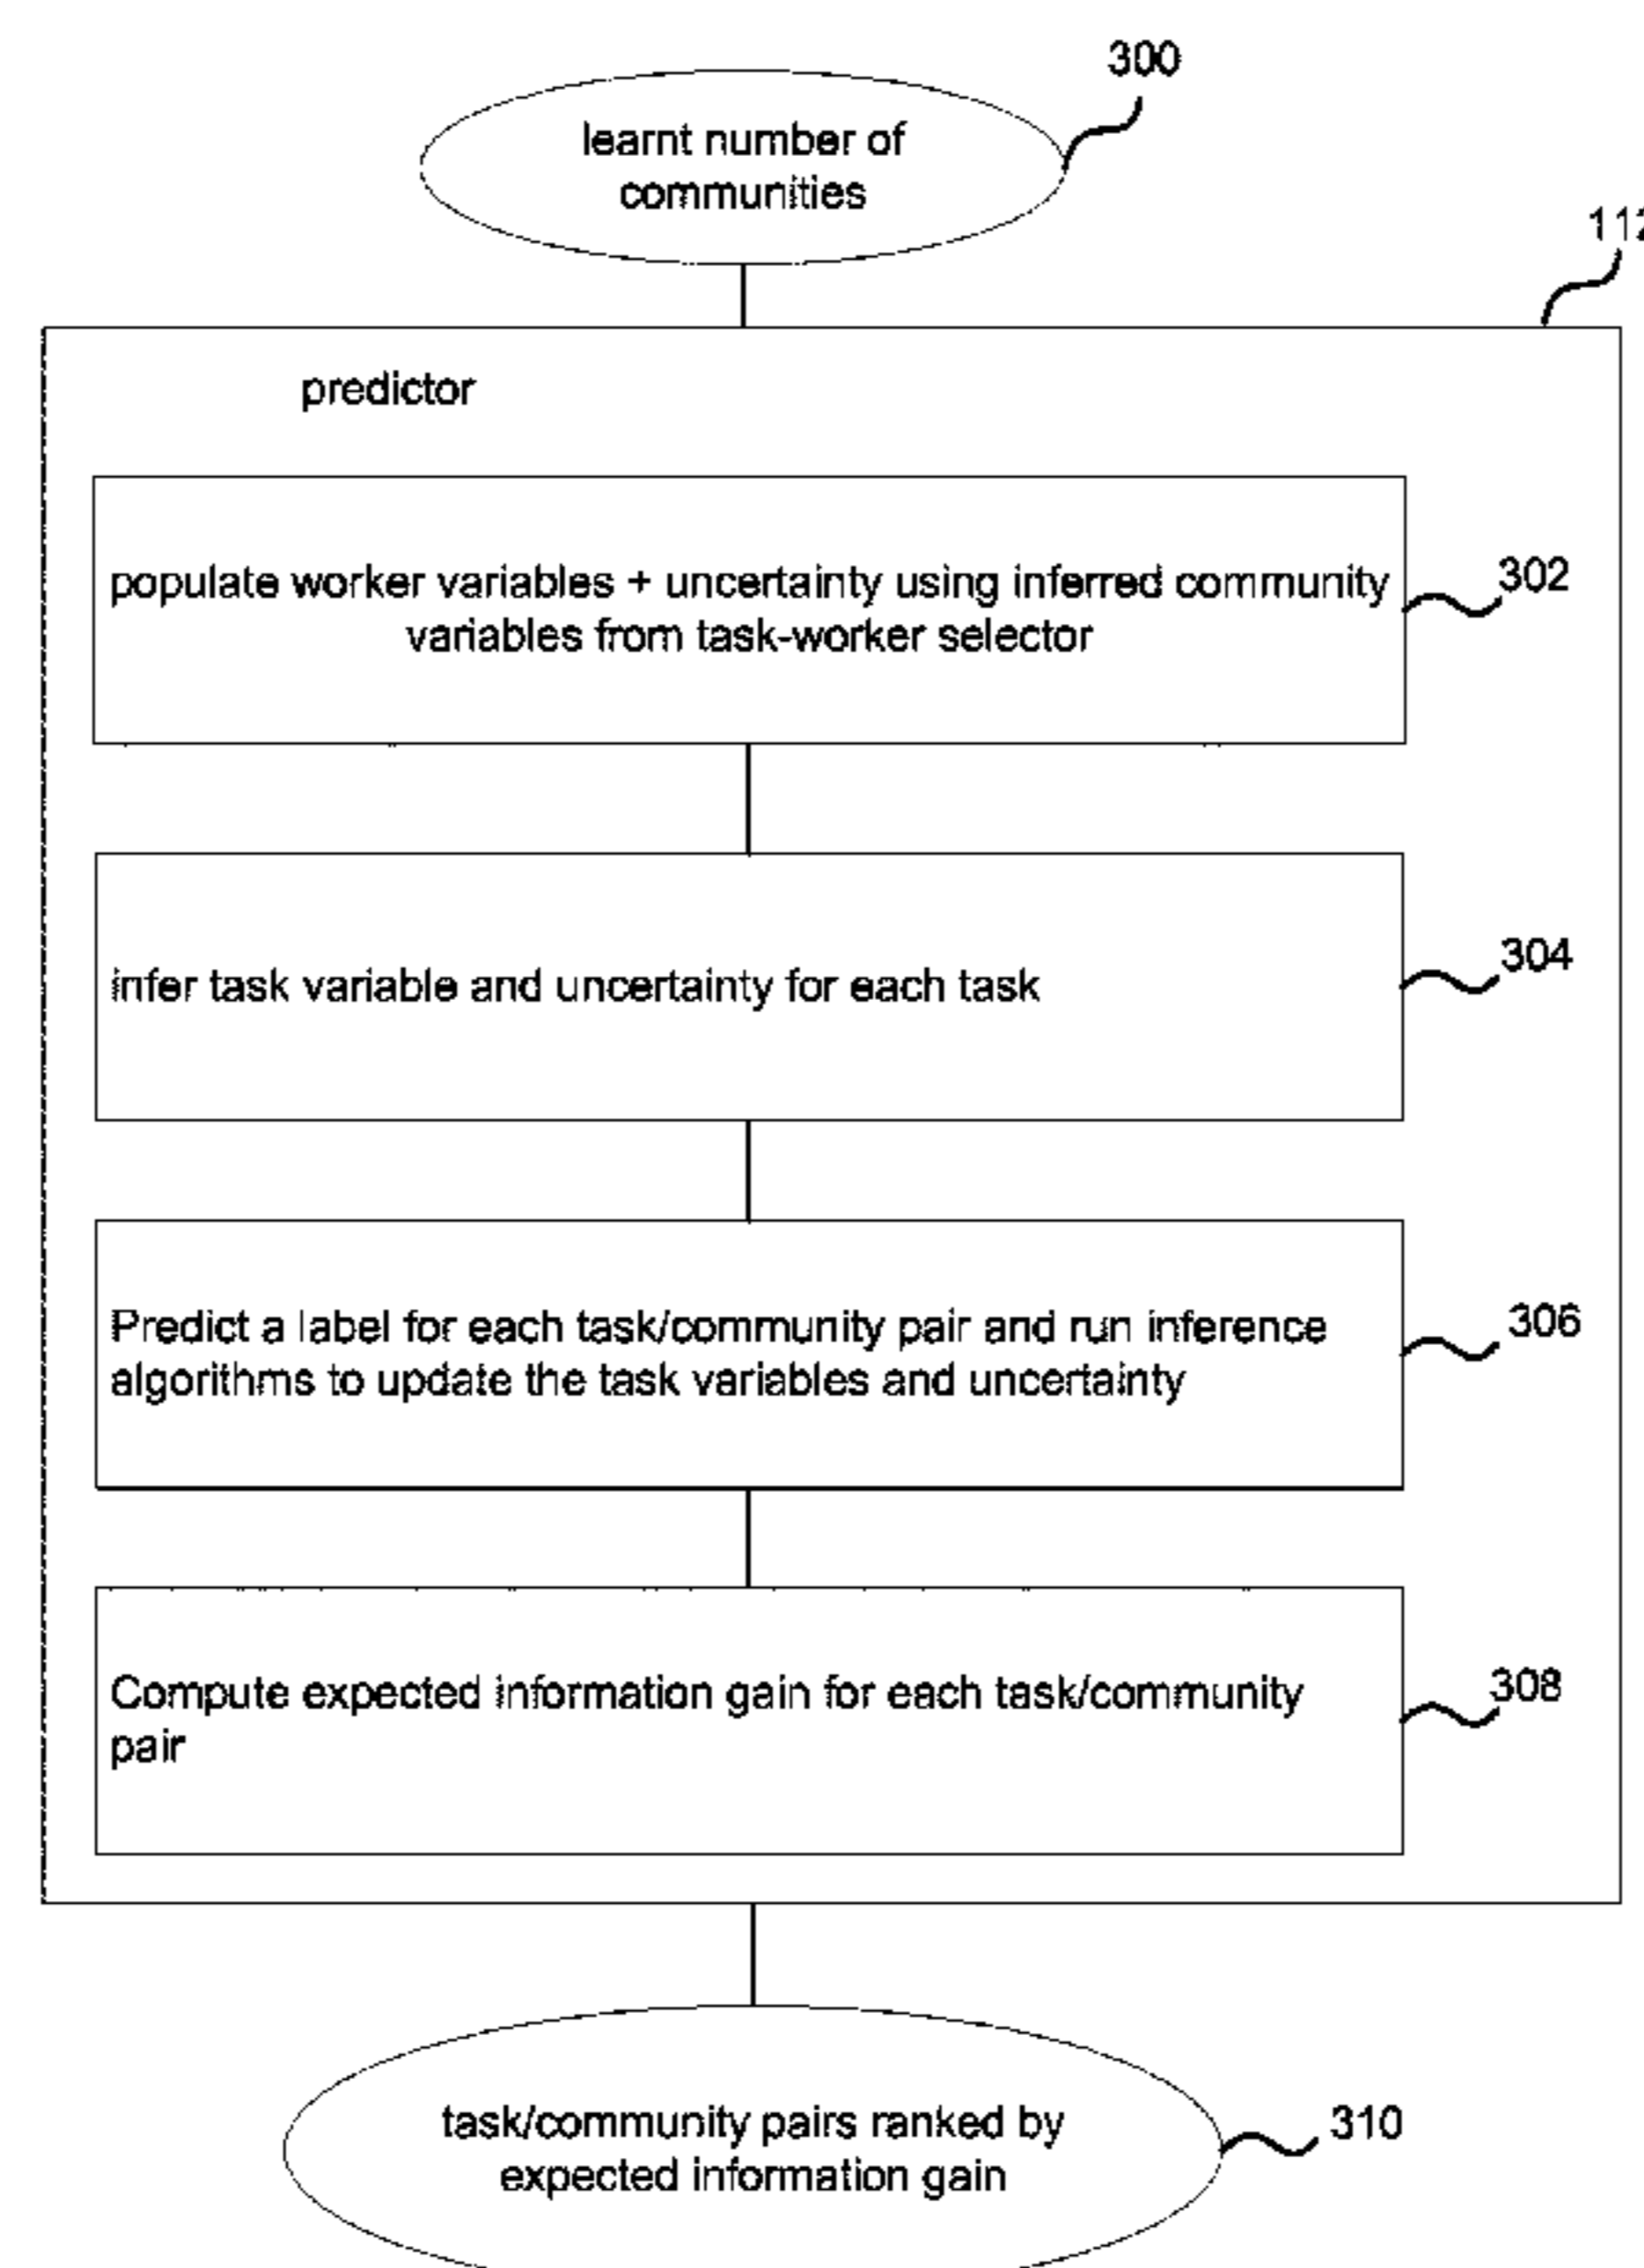 300
learnt number of
communities
112
predictor
populate worker variables + uncertainty using inferred community
variables from task-worker selector
302
infer task variable and uncertainty for each task
304
Predict a label for each task/community pair and run inference
algorithms to update the task variables and uncertainty
306
Compute expected information gain for each task/community
pair
308
task/community pairs ranked by
expected information gain
310